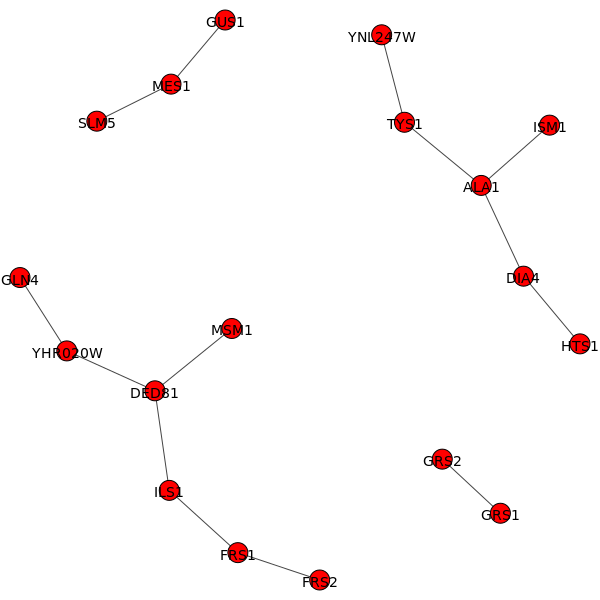 GUS1
YNL247W
MES1
SLM5
TYS1
ISM1
ALA1
GLN4
DIA4
MSM1
HTS1
YHR020W
DED81
GRS2
ILS1
GRS1
FRS1
FRS2